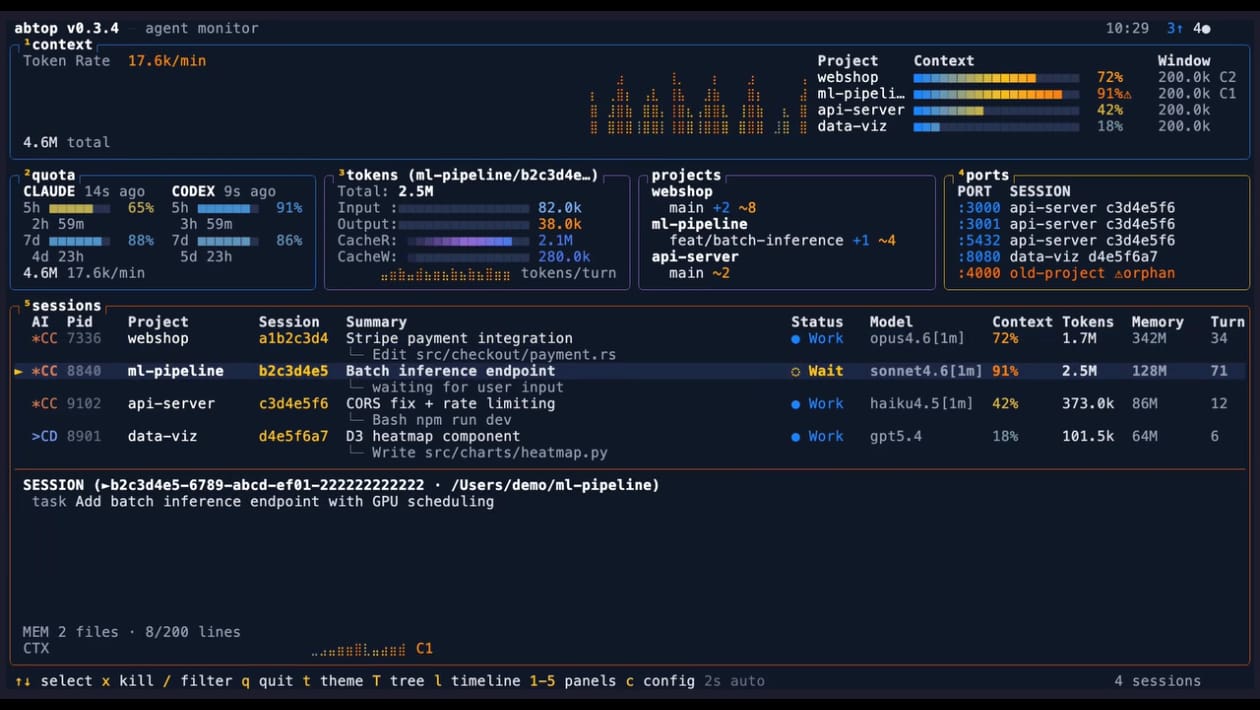 abtop v0.3.4 — agent monitor 10:29 3↑ 4●
¹context
Token Rate 17.6k/min
Project Context Window
webshop 72% 200.0k C2
ml-pipeli… 91%⚠ 200.0k C1
api-server 42% 200.0k
data-viz 18% 200.0k
4.6M total
²quota
CLAUDE 14s ago CODEX 9s ago
5h 65% 5h 91%
2h 59m 3h 59m
7d 88% 7d 86%
4d 23h 5d 23h
4.6M 17.6k/min
³tokens (ml-pipeline/b2c3d4e…)
Total: 2.5M
Input : 82.0k
Output: 38.0k
CacheR: 2.1M
CacheW: 280.0k
tokens/turn
projects
webshop
main +2 ~8
ml-pipeline
feat/batch-inference +1 ~4
api-server
main ~2
⁴ports
PORT SESSION
:3000 api-server c3d4e5f6
:3001 api-server c3d4e5f6
:5432 api-server c3d4e5f6
:8080 data-viz d4e5f6a7
:4000 old-project ⚠orphan
⁵sessions
AI Pid Project Session Summary Status Model Context Tokens Memory Turn
*CC 7336 webshop a1b2c3d4 Stripe payment integration ● Work opus4.6[1m] 72% 1.7M 342M 34
└─ Edit src/checkout/payment.rs
► *CC 8840 ml-pipeline b2c3d4e5 Batch inference endpoint ◌ Wait sonnet4.6[1m] 91% 2.5M 128M 71
└─ waiting for user input
*CC 9102 api-server c3d4e5f6 CORS fix + rate limiting ● Work haiku4.5[1m] 42% 373.0k 86M 12
└─ Bash npm run dev
>CD 8901 data-viz d4e5f6a7 D3 heatmap component ● Work gpt5.4 18% 101.5k 64M 6
└─ Write src/charts/heatmap.py
SESSION (►b2c3d4e5-6789-abcd-ef01-222222222222 · /Users/demo/ml-pipeline)
task Add batch inference endpoint with GPU scheduling
MEM 2 files · 8/200 lines
CTX C1
↑↓ select x kill / filter q quit t theme T tree l timeline 1-5 panels c config 2s auto 4 sessions